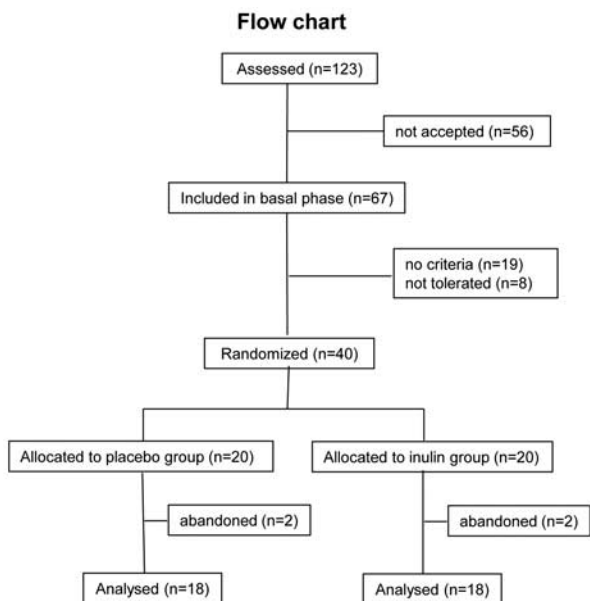 Flow chart
Assessed (n=123)
not accepted (n=56)
Included in basal phase (n=67)
no criteria (n=19)
not tolerated (n=8)
Randomized (n=40)
Allocated to placebo group (n=20)
Allocated to inulin group (n=20)
abandoned (n=2)
abandoned (n=2)
Analysed (n=18)
Analysed (n=18)